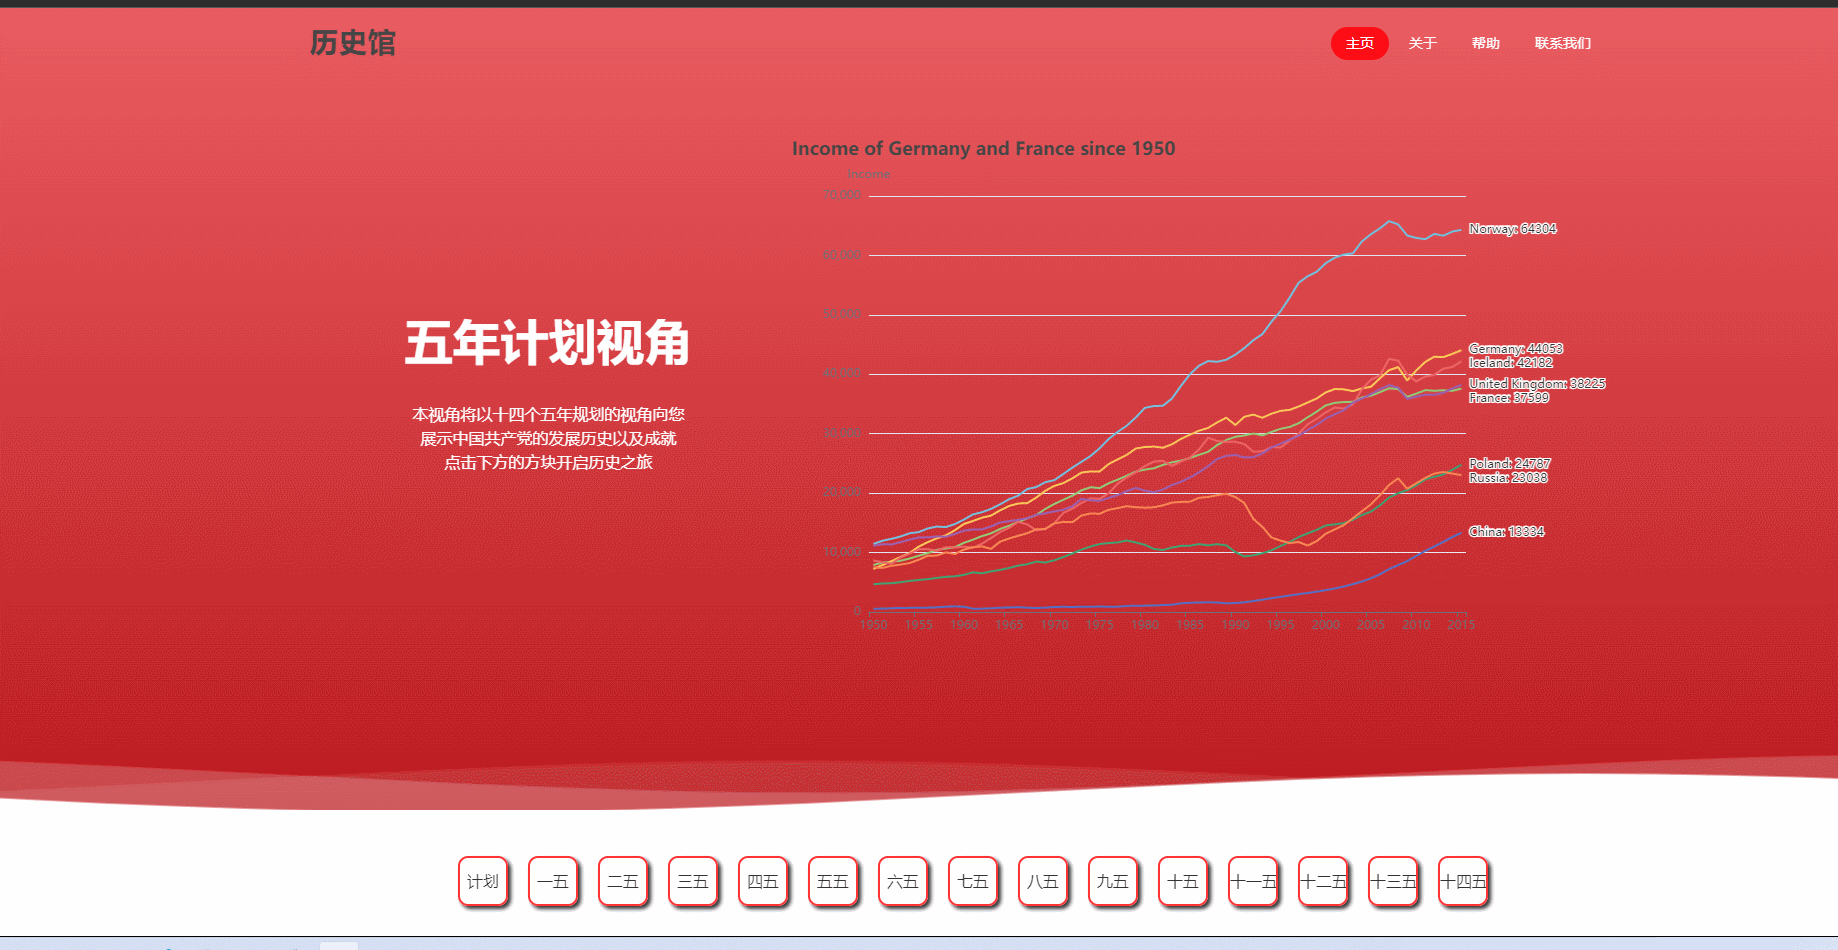 历史馆
主页 关于 帮助 联系我们
Income of Germany and France since 1950
Income
70,000
60,000
50,000
40,000
30,000
20,000
10,000
0
1950 1955 1960 1965 1970 1975 1980 1985 1990 1995 2000 2005 2010 2015
Norway: 64304
Germany: 44053
Iceland: 42182
United Kingdom: 38225
France: 37599
Poland: 24787
Russia: 23038
China: 13334
五年计划视角
本视角将以十四个五年规划的视角向您
展示中国共产党的发展历史以及成就
点击下方的方块开启历史之旅
计划 一五 二五 三五 四五 五五 六五 七五 八五 九五 十五 十一五 十二五 十三五 十四五